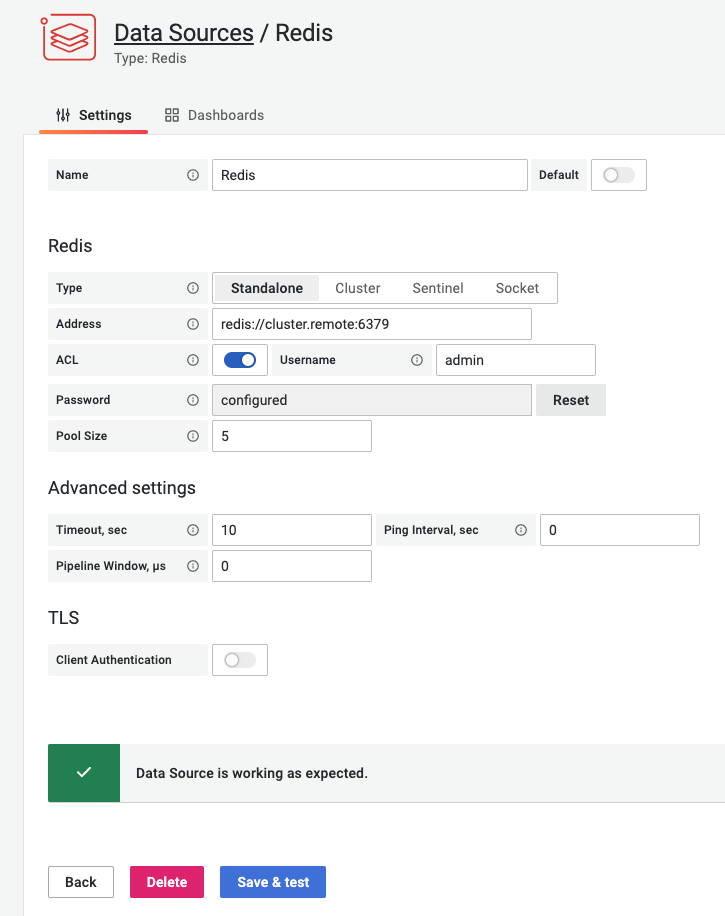 Data Sources / Redis
Type: Redis
Settings Dashboards
Name Redis Default
Redis
Type Standalone Cluster Sentinel Socket
Address redis://cluster.remote:6379
ACL Username admin
Password configured Reset
Pool Size 5
Advanced settings
Timeout, sec 10 Ping Interval, sec 0
Pipeline Window, μs 0
TLS
Client Authentication
Data Source is working as expected.
Back Delete Save & test